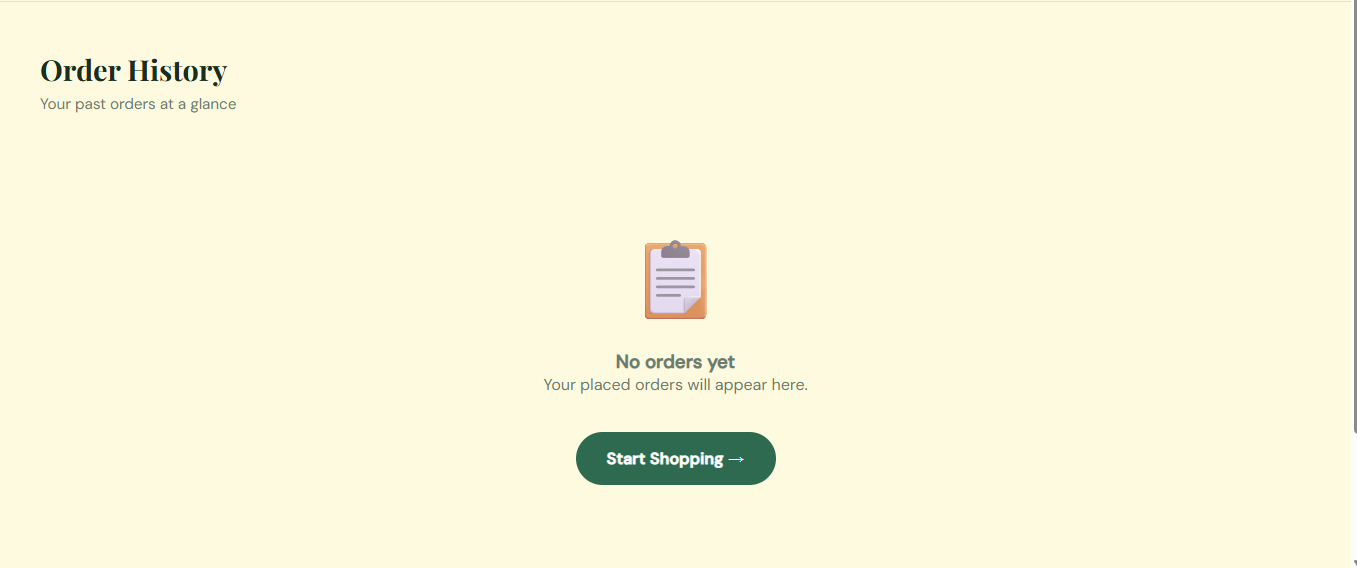 Order History
Your past orders at a glance
No orders yet
Your placed orders will appear here.
Start Shopping →